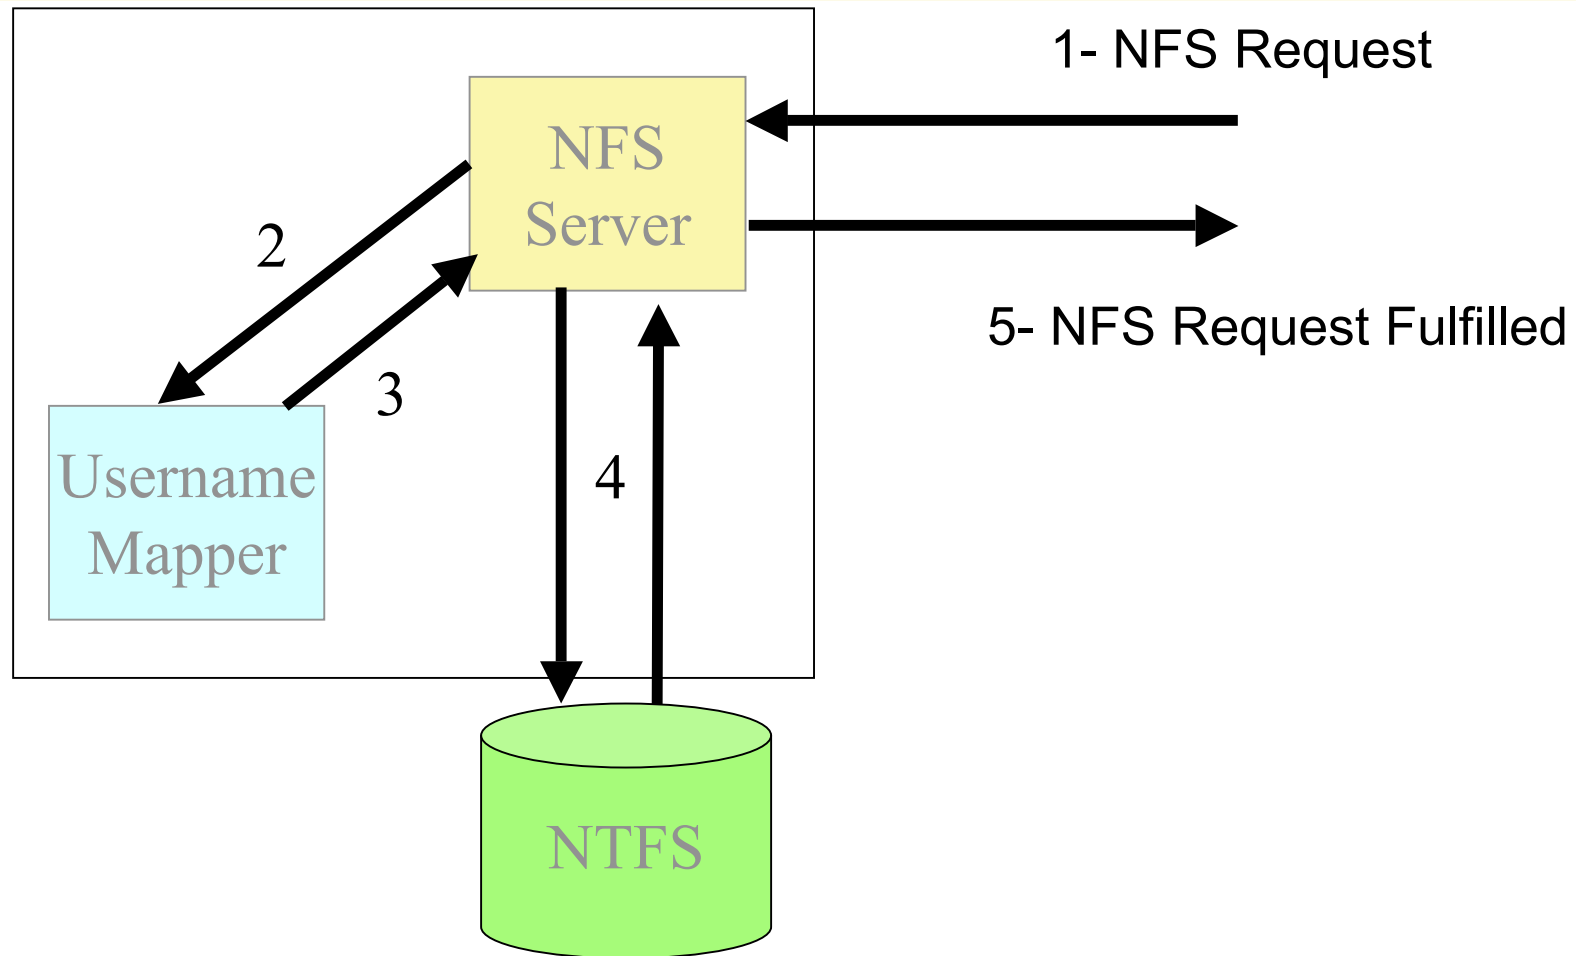 1- NFS Request
NFS
Server
2
5- NFS Request Fulfilled
3
Username
Mapper
4
NTFS